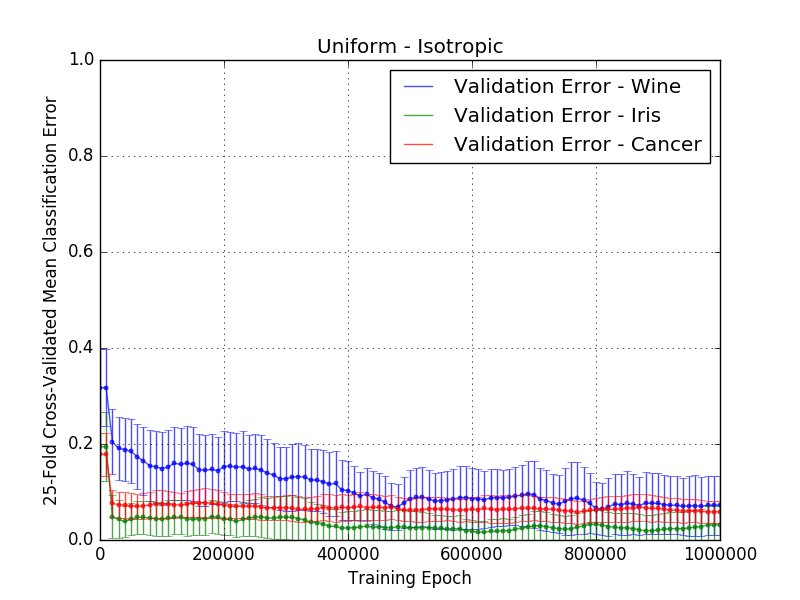 Uniform - Isotropic
25-Fold Cross-Validated Mean Classification Error
1.0
0.8
0.6
0.4
0.2
0.0
Validation Error - Wine
Validation Error - Iris
Validation Error - Cancer
0 200000 400000 600000 800000 1000000
Training Epoch